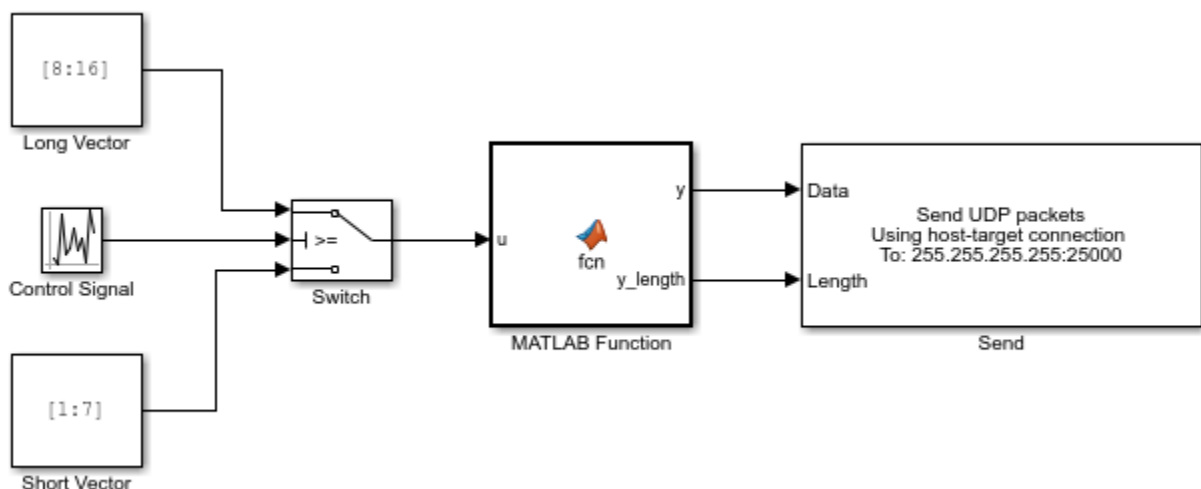 [8:16]
Long Vector
Control Signal
>=
Switch
[1:7]
Short Vector
u
fcn
y
y_length
MATLAB Function
Data
Length
Send UDP packets
Using host-target connection
To: 255.255.255.255:25000
Send